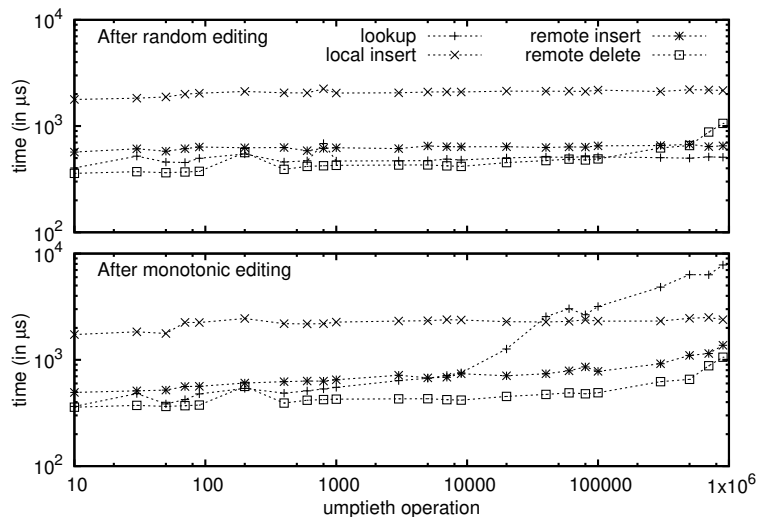 10^4
After random editing
lookup
remote insert
local insert
remote delete
time (in μs)
10^3
10^2
10^4
After monotonic editing
time (in μs)
10^3
10^2
10 100 1000 10000 100000 1x10^6
umptieth operation